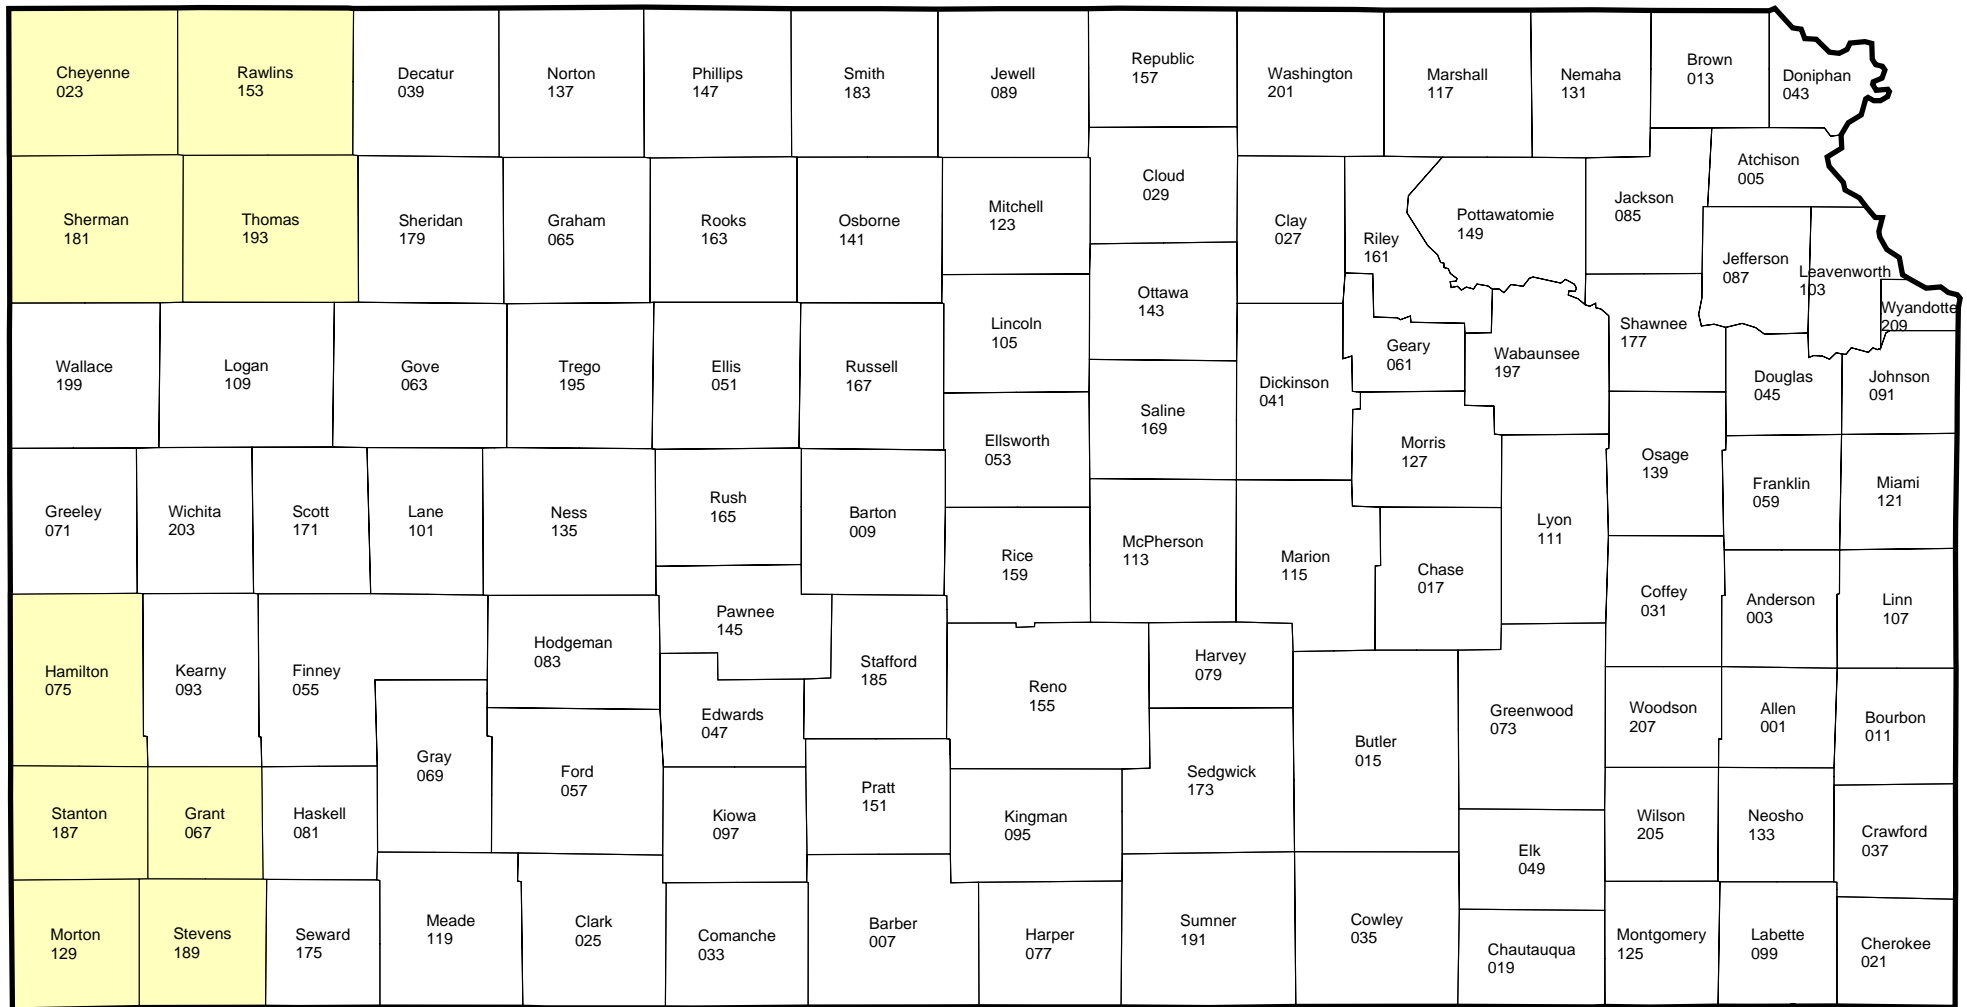 Cheyenne
023
Rawlins
153
Decatur
039
Norton
137
Phillips
147
Smith
183
Jewell
089
Republic
157
Washington
201
Marshall
117
Nemaha
131
Brown
013
Doniphan
043
Sherman
181
Thomas
193
Sheridan
179
Graham
065
Rooks
163
Osborne
141
Mitchell
123
Cloud
029
Clay
027
Riley
161
Pottawatomie
149
Jackson
085
Atchison
005
Jefferson
087
Leavenworth
103
Wyandotte
209
Wallace
199
Logan
109
Gove
063
Trego
195
Ellis
051
Russell
167
Lincoln
105
Ottawa
143
Saline
169
Dickinson
041
Geary
061
Wabaunsee
197
Shawnee
177
Douglas
045
Johnson
091
Greeley
071
Wichita
203
Scott
171
Lane
101
Ness
135
Rush
165
Barton
009
Ellsworth
053
Rice
159
McPherson
113
Marion
115
Morris
127
Chase
017
Lyon
111
Osage
139
Franklin
059
Miami
121
Hamilton
075
Kearny
093
Finney
055
Hodgeman
083
Pawnee
145
Stafford
185
Edwards
047
Reno
155
Harvey
079
Butler
015
Greenwood
073
Coffey
031
Anderson
003
Linn
107
Woodson
207
Allen
001
Bourbon
011
Stanton
187
Grant
067
Haskell
081
Gray
069
Ford
057
Kiowa
097
Pratt
151
Kingman
095
Sedgwick
173
Elk
049
Wilson
205
Neosho
133
Crawford
037
Morton
129
Stevens
189
Seward
175
Meade
119
Clark
025
Comanche
033
Barber
007
Harper
077
Sumner
191
Cowley
035
Chautauqua
019
Montgomery
125
Labette
099
Cherokee
021